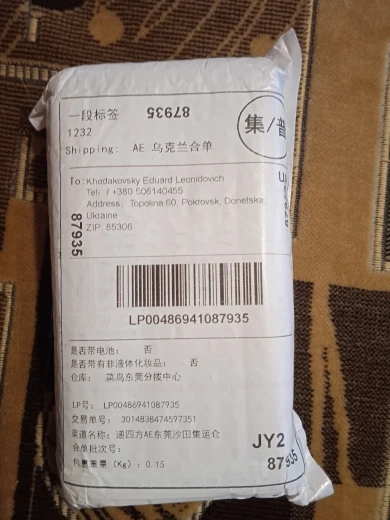 一段标签
87935
1232
集/普
Shipping: AE 乌克兰合单
To: Khodakovsky Eduard Leonidovich
Tel: / +380 506140455
Address: Topolina 60, Pokrovsk, Donetska
Ukraine
ZIP: 85306
87935
LP00486941087935
是否带电池: 否
是否带有非液体化妆品: 否
仓库: 菜鸟东莞分拨中心
LP号: LP00486941087935
交易单号: 3014838474597351
渠道名称: 递四方AE东莞沙田集运仓
合单批次号:
包裹重量 (Kg): 0.15
JY2
87935